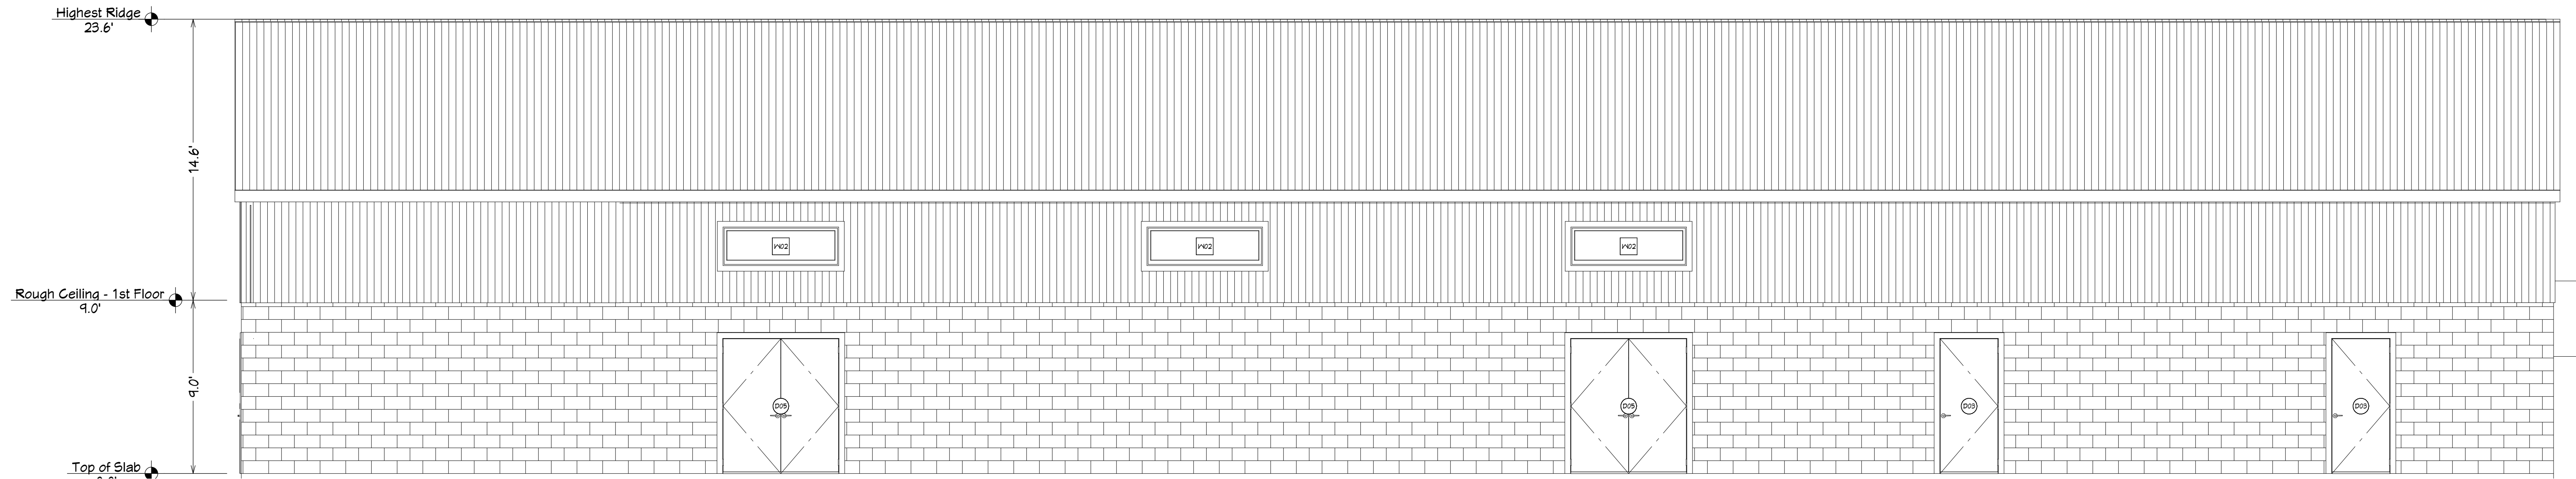 Highest Ridge
23.6'
14.6'
W02 W02 W02
Rough Ceiling - 1st Floor
9.0'
9.0'
D05 D05 D03 D03
Top of Slab